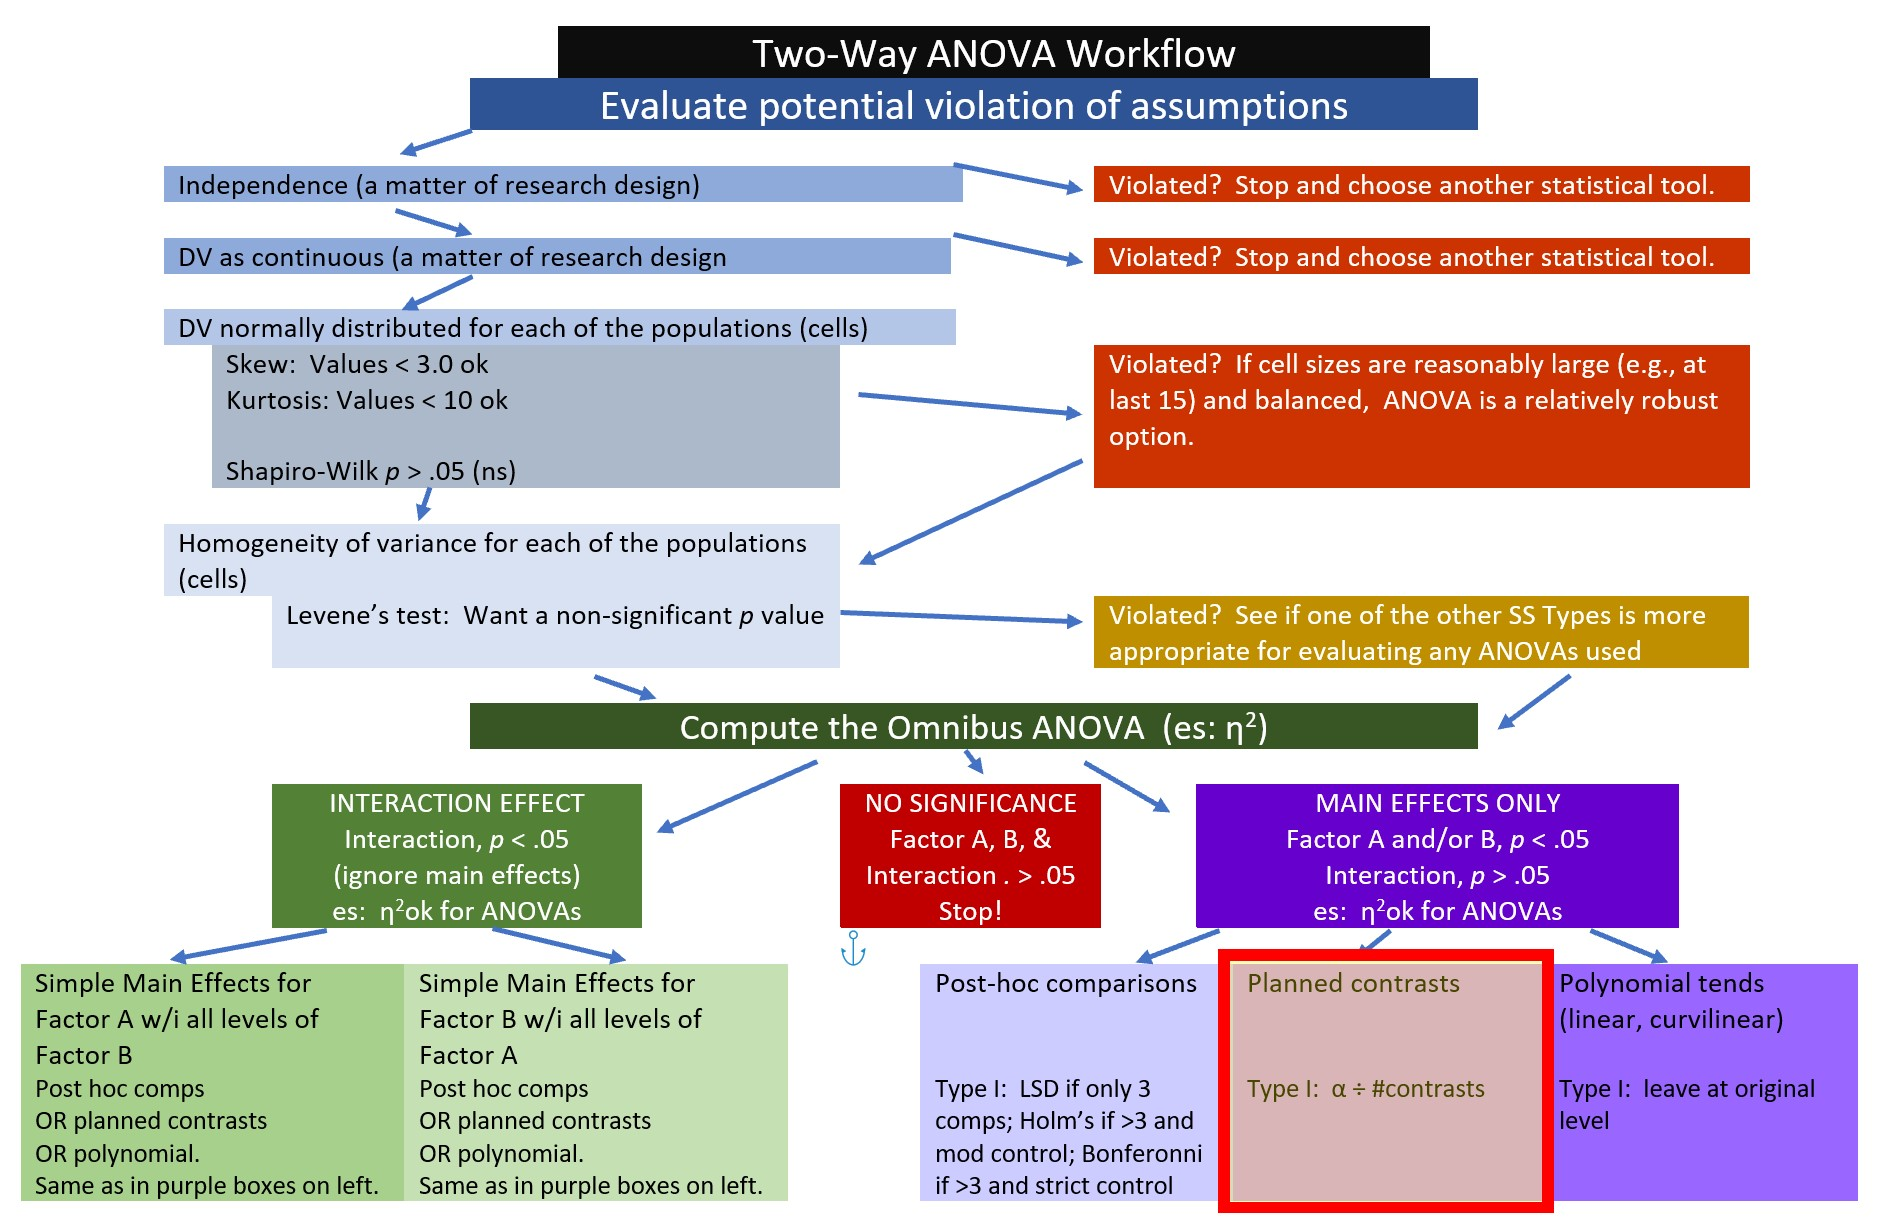 Two-Way ANOVA Workflow
Evaluate potential violation of assumptions
Independence (a matter of research design)
Violated?  Stop and choose another statistical tool.
DV as continuous (a matter of research design
Violated?  Stop and choose another statistical tool.
DV normally distributed for each of the populations (cells)
Skew:  Values < 3.0 ok
Kurtosis: Values < 10 ok
Shapiro-Wilk p > .05 (ns)
Violated?  If cell sizes are reasonably large (e.g., at
last 15) and balanced,  ANOVA is a relatively robust
option.
Homogeneity of variance for each of the populations
(cells)
Levene’s test:  Want a non-significant p value
Violated?  See if one of the other SS Types is more
appropriate for evaluating any ANOVAs used
Compute the Omnibus ANOVA  (es: η²)
INTERACTION EFFECT
Interaction, p < .05
(ignore main effects)
es:  η²ok for ANOVAs
NO SIGNIFICANCE
Factor A, B, &
Interaction . > .05
Stop!
MAIN EFFECTS ONLY
Factor A and/or B, p < .05
Interaction, p > .05
es:  η²ok for ANOVAs
Simple Main Effects for
Factor A w/i all levels of
Factor B
Post hoc comps
OR planned contrasts
OR polynomial.
Same as in purple boxes on left.
Simple Main Effects for
Factor B w/i all levels of
Factor A
Post hoc comps
OR planned contrasts
OR polynomial.
Same as in purple boxes on left.
Post-hoc comparisons
Type I:  LSD if only 3
comps; Holm’s if >3 and
mod control; Bonferonni
if >3 and strict control
Planned contrasts
Type I:  α ÷ #contrasts
Polynomial tends
(linear, curvilinear)
Type I:  leave at original
level